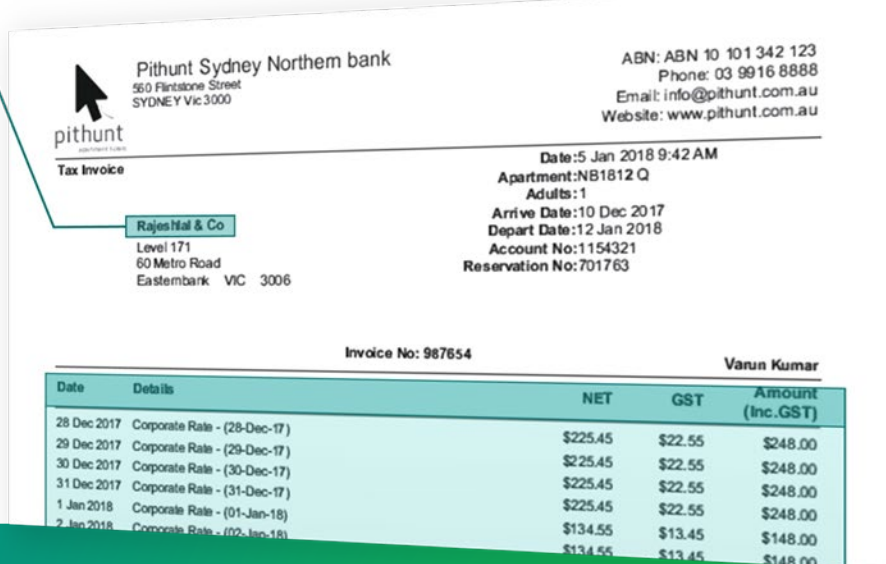 Pithunt Sydney Northern bank
560 Flintstone Street
SYDNEY Vic 3000
ABN: ABN 10 101 342 123
Phone: 03 9916 8888
Email: info@pithunt.com.au
Website: www.pithunt.com.au
pithunt
Tax Invoice
Date:5 Jan 2018 9:42 AM
Apartment:NB1812 Q
Adults:1
Arrive Date:10 Dec 2017
Depart Date:12 Jan 2018
Account No:1154321
Reservation No:701763
Rajeshlal & Co
Level 171
60 Metro Road
Easternbank VIC 3006
Invoice No: 987654
Varun Kumar
Date Details NET GST Amount (Inc.GST)
28 Dec 2017 Corporate Rate - (28-Dec-17) $225.45 $22.55 $248.00
29 Dec 2017 Corporate Rate - (29-Dec-17) $225.45 $22.55 $248.00
30 Dec 2017 Corporate Rate - (30-Dec-17) $225.45 $22.55 $248.00
31 Dec 2017 Corporate Rate - (31-Dec-17) $225.45 $22.55 $248.00
1 Jan 2018 Corporate Rate - (01-Jan-18) $134.55 $13.45 $148.00
2 Jan 2018 Corporate Rate - (02-Jan-18) $134.55 $13.45 $148.00